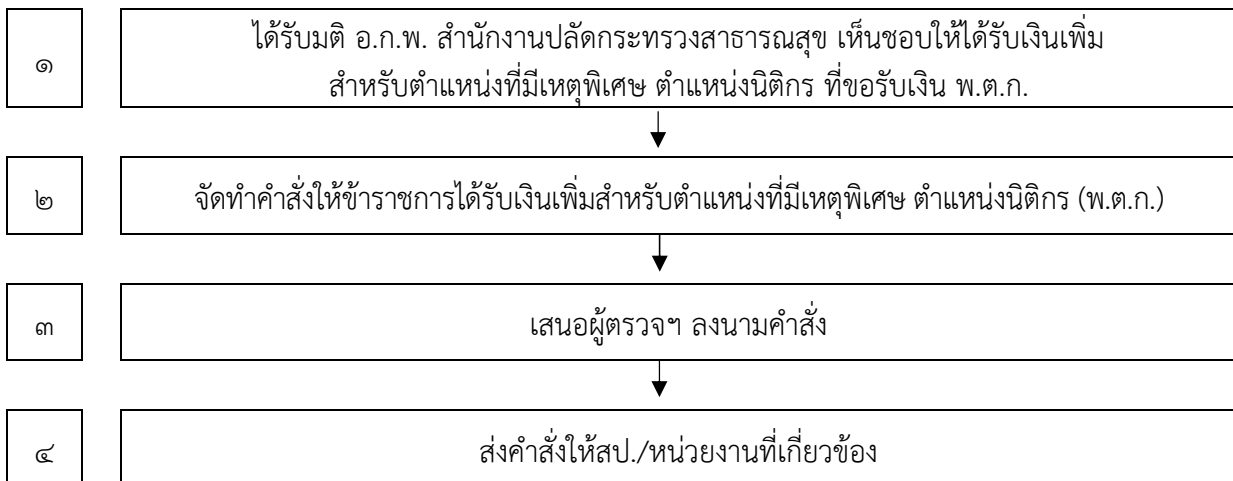 ๑
ได้รับมติ อ.ก.พ. สำนักงานปลัดกระทรวงสาธารณสุข เห็นชอบให้ได้รับเงินเพิ่ม
สำหรับตำแหน่งที่มีเหตุพิเศษ ตำแหน่งนิติกร ที่ขอรับเงิน พ.ต.ก.
๒
จัดทำคำสั่งให้ข้าราชการได้รับเงินเพิ่มสำหรับตำแหน่งที่มีเหตุพิเศษ ตำแหน่งนิติกร (พ.ต.ก.)
๓
เสนอผู้ตรวจฯ ลงนามคำสั่ง
๔
ส่งคำสั่งให้สป./หน่วยงานที่เกี่ยวข้อง